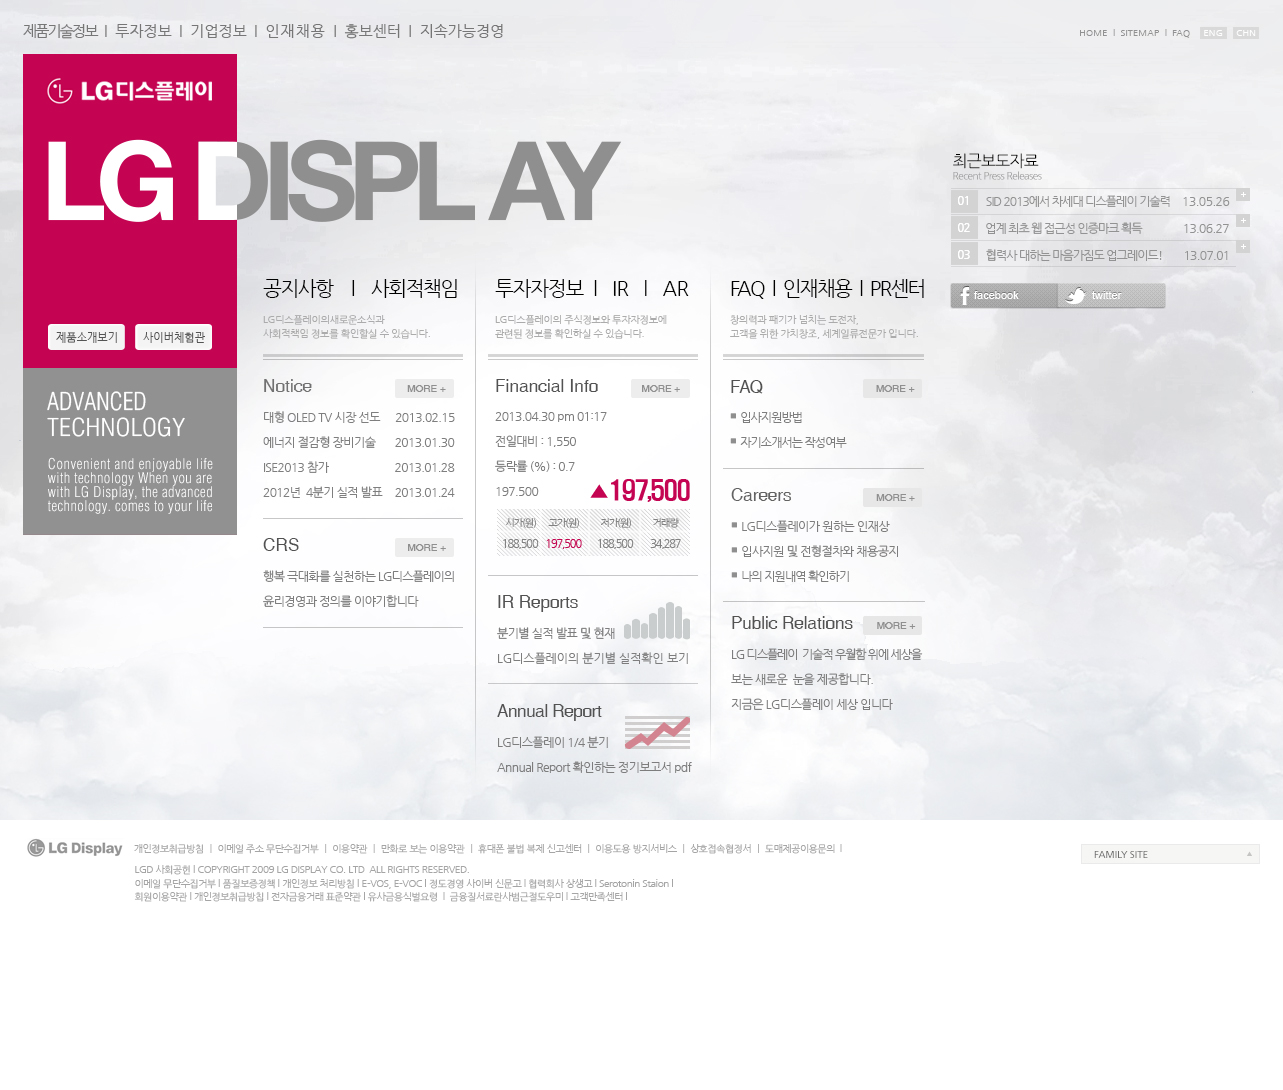 제품기술정보 I 투자정보 I 기업정보 I 인재채용 I 홍보센터 I 지속가능경영
HOME I SITEMAP I FAQ ENG CHN
LG디스플레이
LG DISPLAY
제품소개보기 사이버체험관
ADVANCED
TECHNOLOGY
Convenient and enjoyable life
with technology When you are
with LG Display, the advanced
technology. comes to your life
공지사항 I 사회적책임
LG디스플레이의새로운소식과
사회적책임 정보를 확인할실 수 있습니다.
Notice MORE +
대형 OLED TV 시장 선도 2013.02.15
에너지 절감형 장비기술 2013.01.30
ISE2013 참가 2013.01.28
2012년 4분기 실적 발표 2013.01.24
CRS MORE +
행복 극대화를 실천하는 LG디스플레이의
윤리경영과 정의를 이야기합니다
투자자정보 I IR I AR
LG디스플레이의 주식정보와 투자자정보에
관련된 정보를 확인하실 수 있습니다.
Financial Info MORE +
2013.04.30 pm 01:17
전일대비 : 1,550
등락률 (%) : 0.7
197.500 ▲197,500
시가(원) 고가(원) 저가(원) 거래량
188,500 197,500 188,500 34,287
IR Reports
분기별 실적 발표 및 현재
LG디스플레이의 분기별 실적확인 보기
Annual Report
LG디스플레이 1/4 분기
Annual Report 확인하는 정기보고서 pdf
FAQ I 인재채용 I PR센터
창의력과 패기가 넘치는 도전자,
고객을 위한 가치창조, 세계일류전문가 입니다.
FAQ MORE +
■ 입사지원방법
■ 자기소개서는 작성여부
Careers MORE +
■ LG디스플레이가 원하는 인재상
■ 입사지원 및 전형절차와 채용공지
■ 나의 지원내역 확인하기
Public Relations MORE +
LG 디스플레이 기술적 우월함 위에 세상을
보는 새로운 눈을 제공합니다.
지금은 LG디스플레이 세상 입니다
최근보도자료
Recent Press Releases
01 SID 2013에서 차세대 디스플레이 기술력 13.05.26 +
02 업계 최초 웹 접근성 인증마크 획득 13.06.27 +
03 협력사 대하는 마음가짐도 업그레이드! 13.07.01 +
facebook twitter
LG Display
개인정보취급방침 I 이메일 주소 무단수집거부 I 이용약관 I 만화로 보는 이용약관 I 휴대폰 불법 복제 신고센터 I 이용도용 방지서비스 I 상호접속협정서 I 도매제공이용문의 I
LGD 사회공헌 I COPYRIGHT 2009 LG DISPLAY CO. LTD ALL RIGHTS RESERVED.
이메일 무단수집거부 I 품질보증정책 I 개인정보 처리방침 I E-VOS, E-VOC I 정도경영 사이버 신문고 I 협력회사 상생고 I Serotonin Staion I
회원이용약관 I 개인정보취급방침 I 전자금융거래 표준약관 I 유사금융식별요령 I 금융질서문란사범근절도우미 I 고객만족센터 I
FAMILY SITE